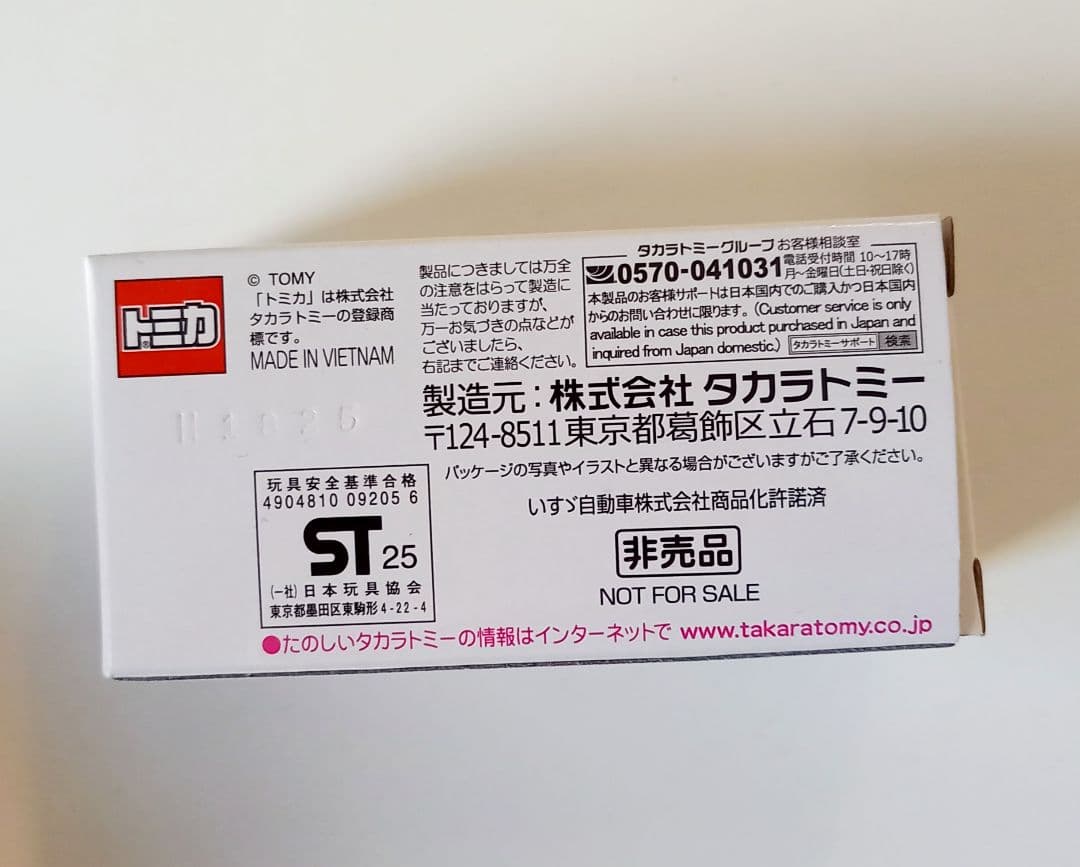 トミカ®
© TOMY
「トミカ」は株式会社
タカラトミーの登録商
標です。
MADE IN VIETNAM
製品につきましては万全
の注意をはらって製造に
当たっておりますが、
万一お気づきの点などが
ございましたら、
右記までご連絡ください。
タカラトミーグループ お客様相談室
0570-041031 電話受付時間 10〜17時
月〜金曜日(土日・祝日除く)
本製品のお客様サポートは日本国内でのご購入かつ日本国内
からのお問い合わせに限ります。(Customer service is only
available in case this product purchased in Japan and
inquired from Japan domestic.) タカラトミーサポート 検索
製造元:株式会社 タカラトミー
〒124-8511 東京都葛飾区立石7-9-10
パッケージの写真やイラストと異なる場合がございますがご了承ください。
いすゞ自動車株式会社商品化許諾済
非売品
NOT FOR SALE
玩具安全基準合格
4904810 09205 6
ST 25
(一社)日本玩具協会
東京都墨田区東駒形4-22-4
●たのしいタカラトミーの情報はインターネットで www.takaratomy.co.jp